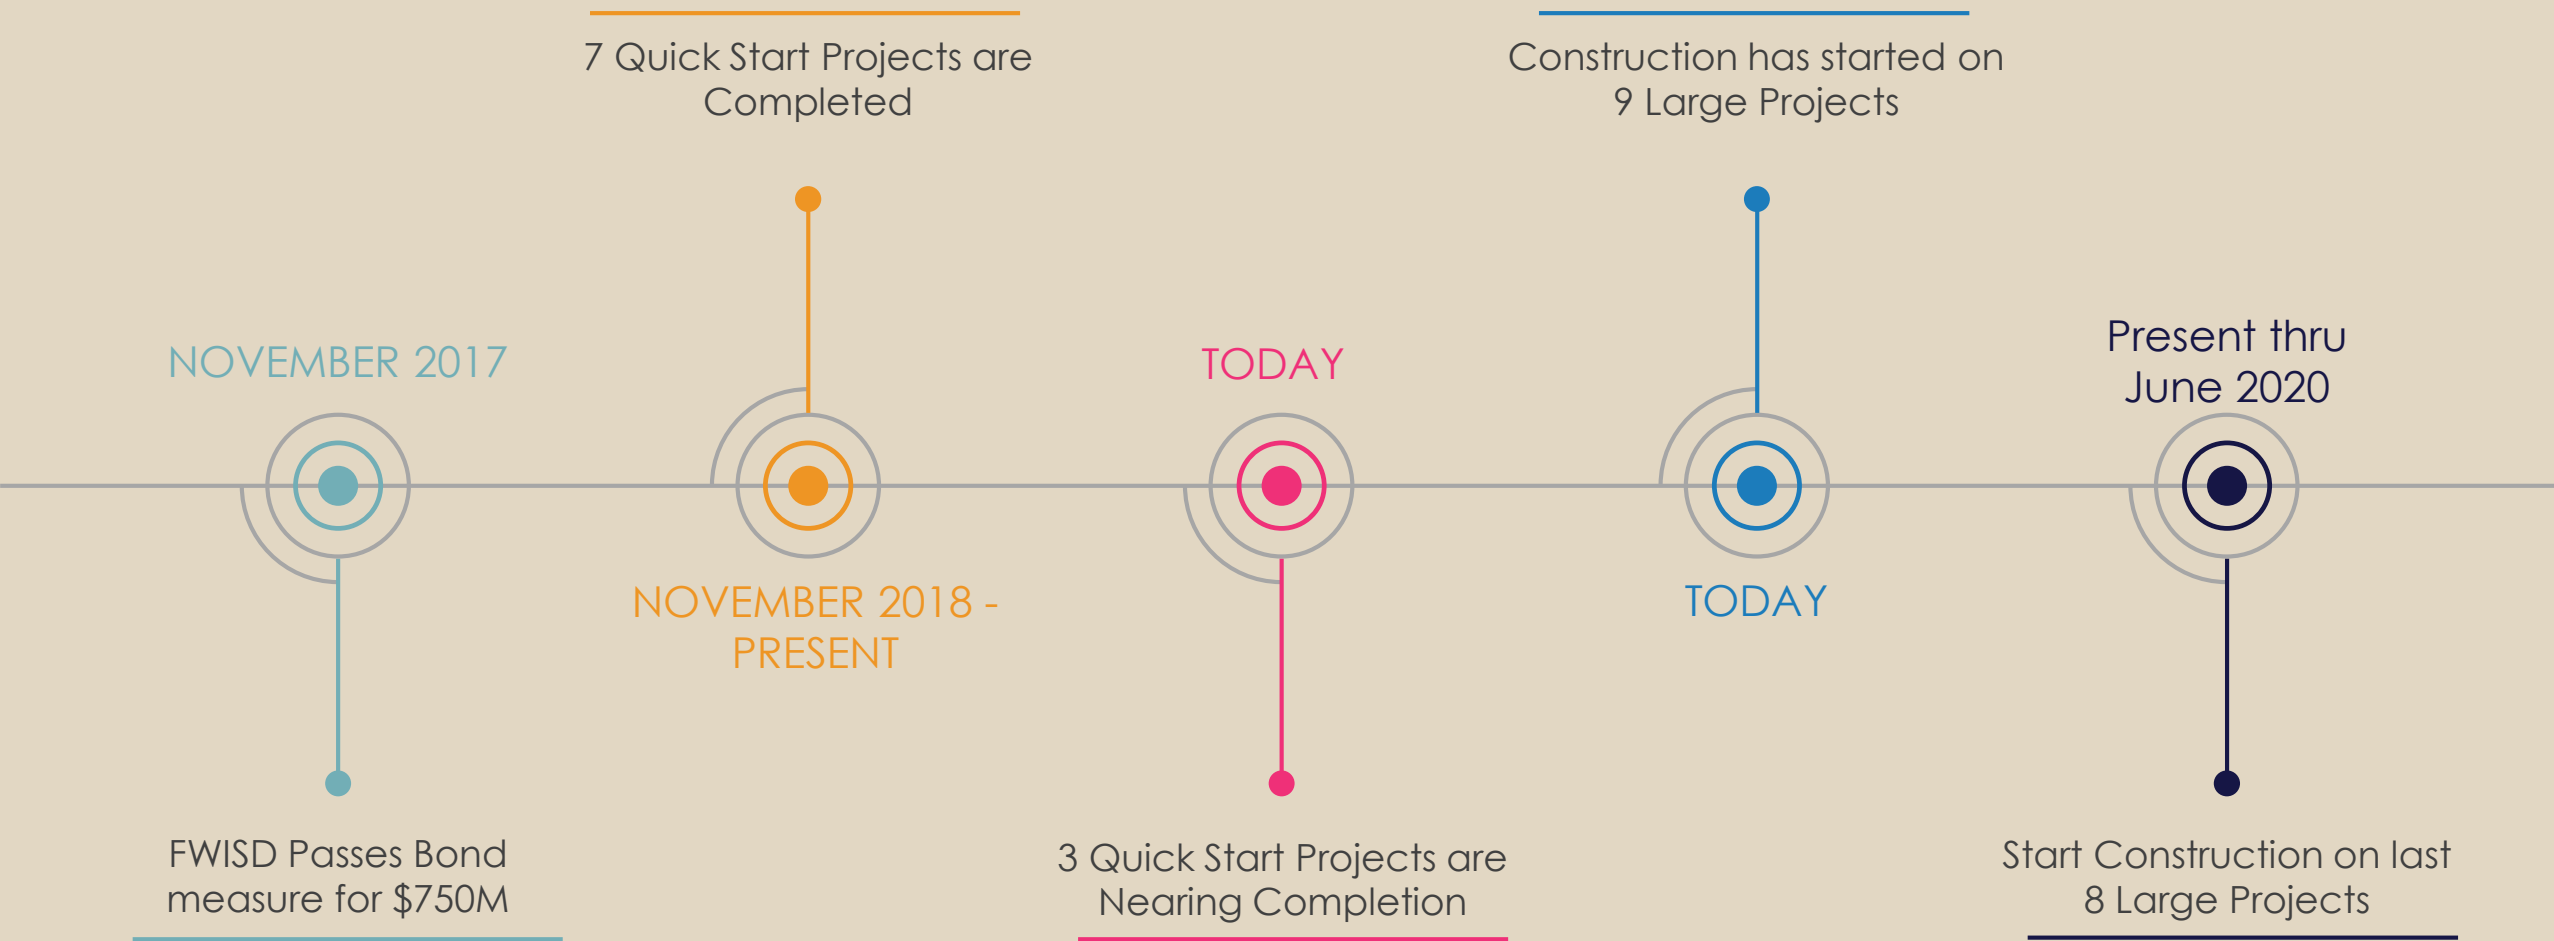 NOVEMBER 2017
FWISD Passes Bond
measure for $750M
7 Quick Start Projects are
Completed
NOVEMBER 2018 -
PRESENT
TODAY
3 Quick Start Projects are
Nearing Completion
Construction has started on
9 Large Projects
TODAY
Present thru
June 2020
Start Construction on last
8 Large Projects